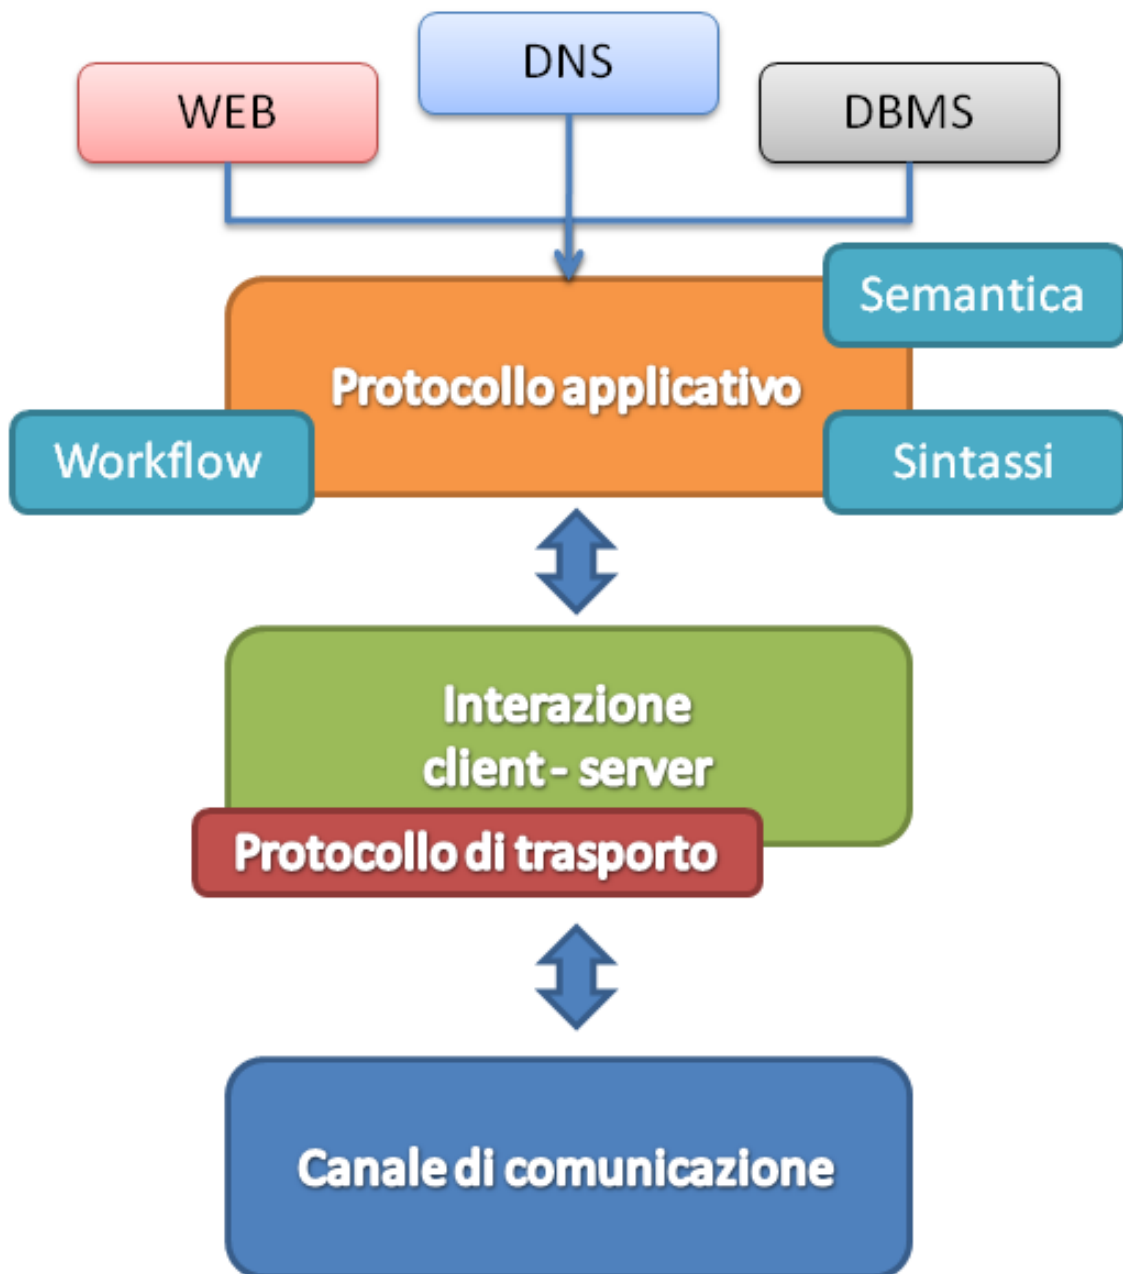 DNS
WEB
DBMS
Semantica
Protocollo applicativo
Workflow
Sintassi
Interazione
client - server
Protocollo di trasporto
Canale di comunicazione